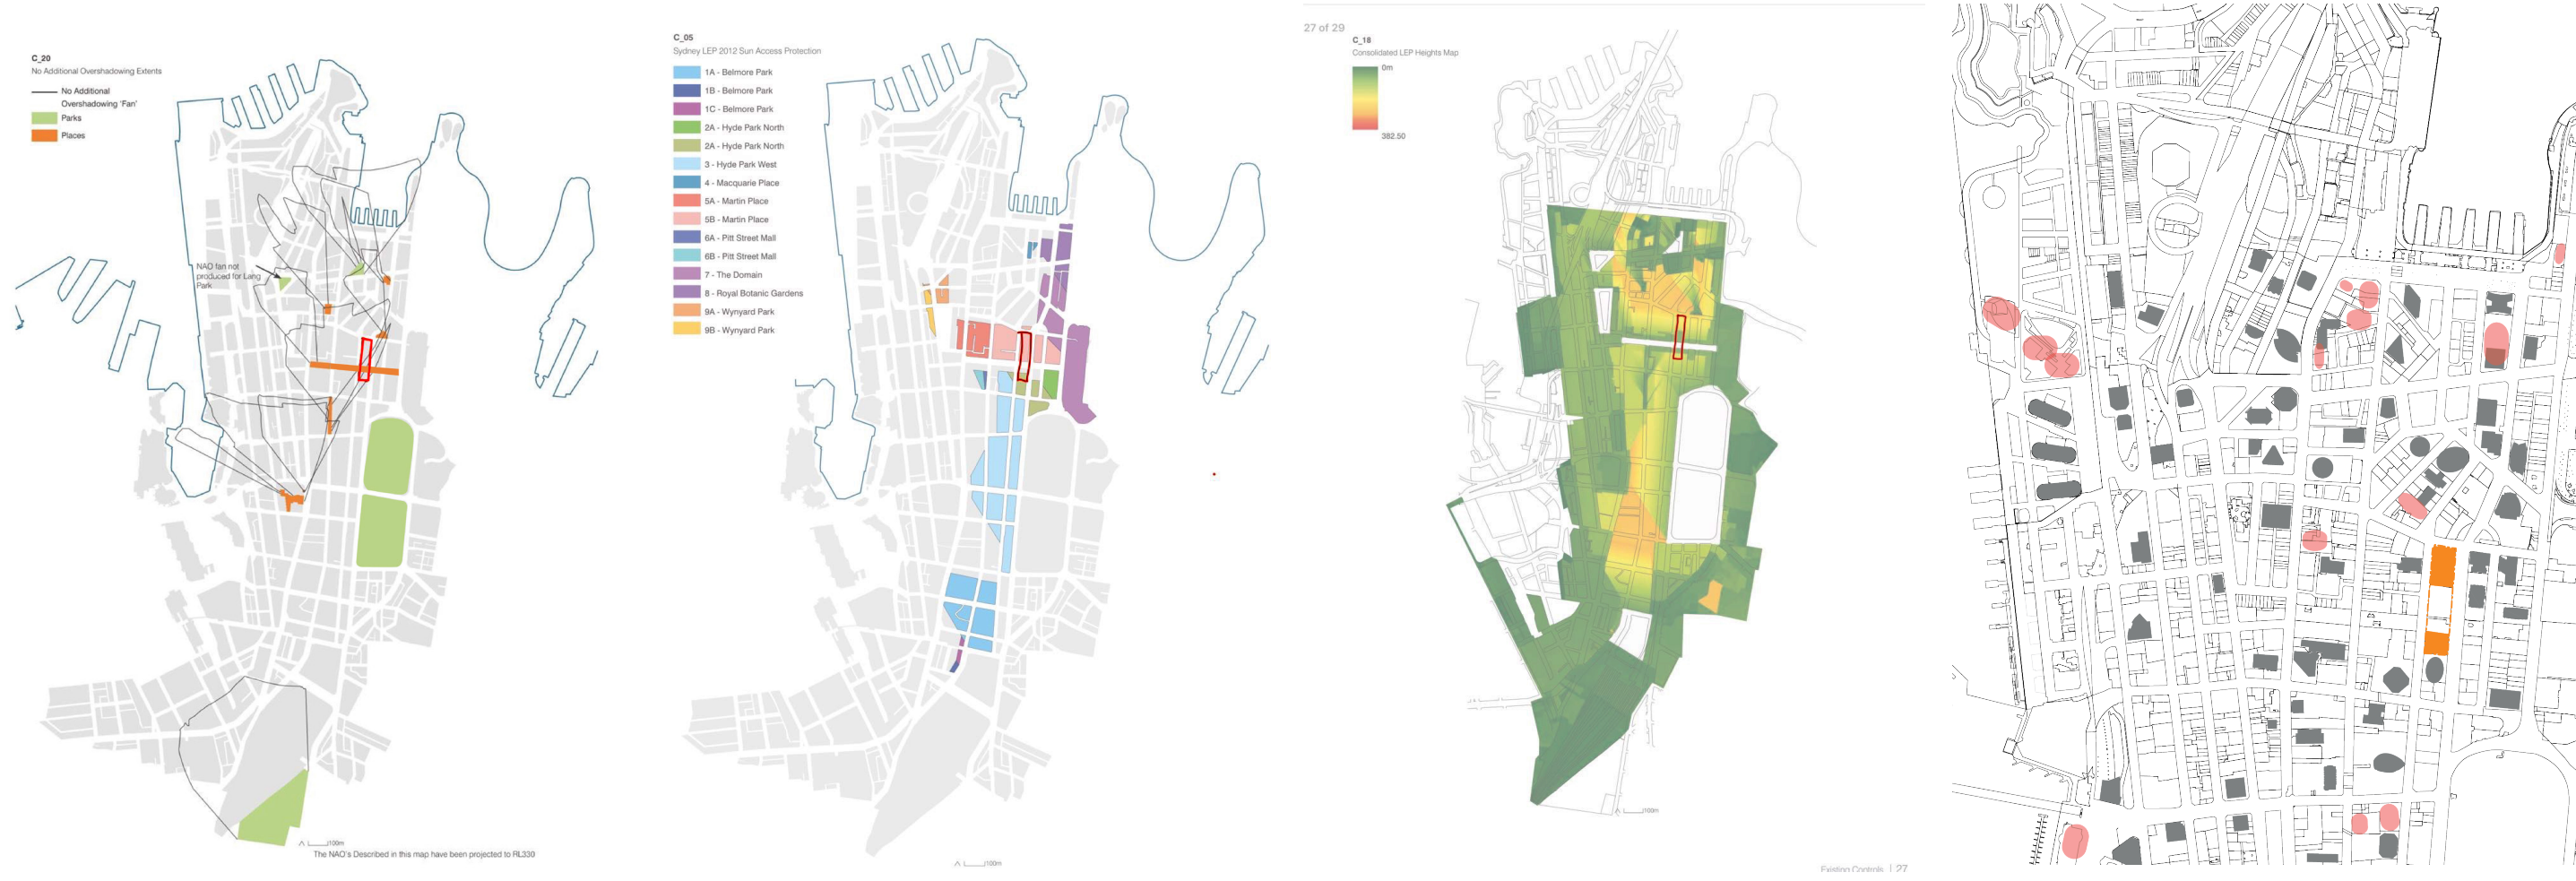 C_20
No Additional Overshadowing Extents
No Additional
Overshadowing 'Fan'
Parks
Places
NAO fan not
produced for Lang
Park
100m
The NAO's Described in this map have been projected to RL330
C_05
Sydney LEP 2012 Sun Access Protection
1A - Belmore Park
1B - Belmore Park
1C - Belmore Park
2A - Hyde Park North
2A - Hyde Park North
3 - Hyde Park West
4 - Macquarie Place
5A - Martin Place
5B - Martin Place
6A - Pitt Street Mall
6B - Pitt Street Mall
7 - The Domain
8 - Royal Botanic Gardens
9A - Wynyard Park
9B - Wynyard Park
100m
27 of 29
C_18
Consolidated LEP Heights Map
0m
382.50
100m
Existing Controls | 27